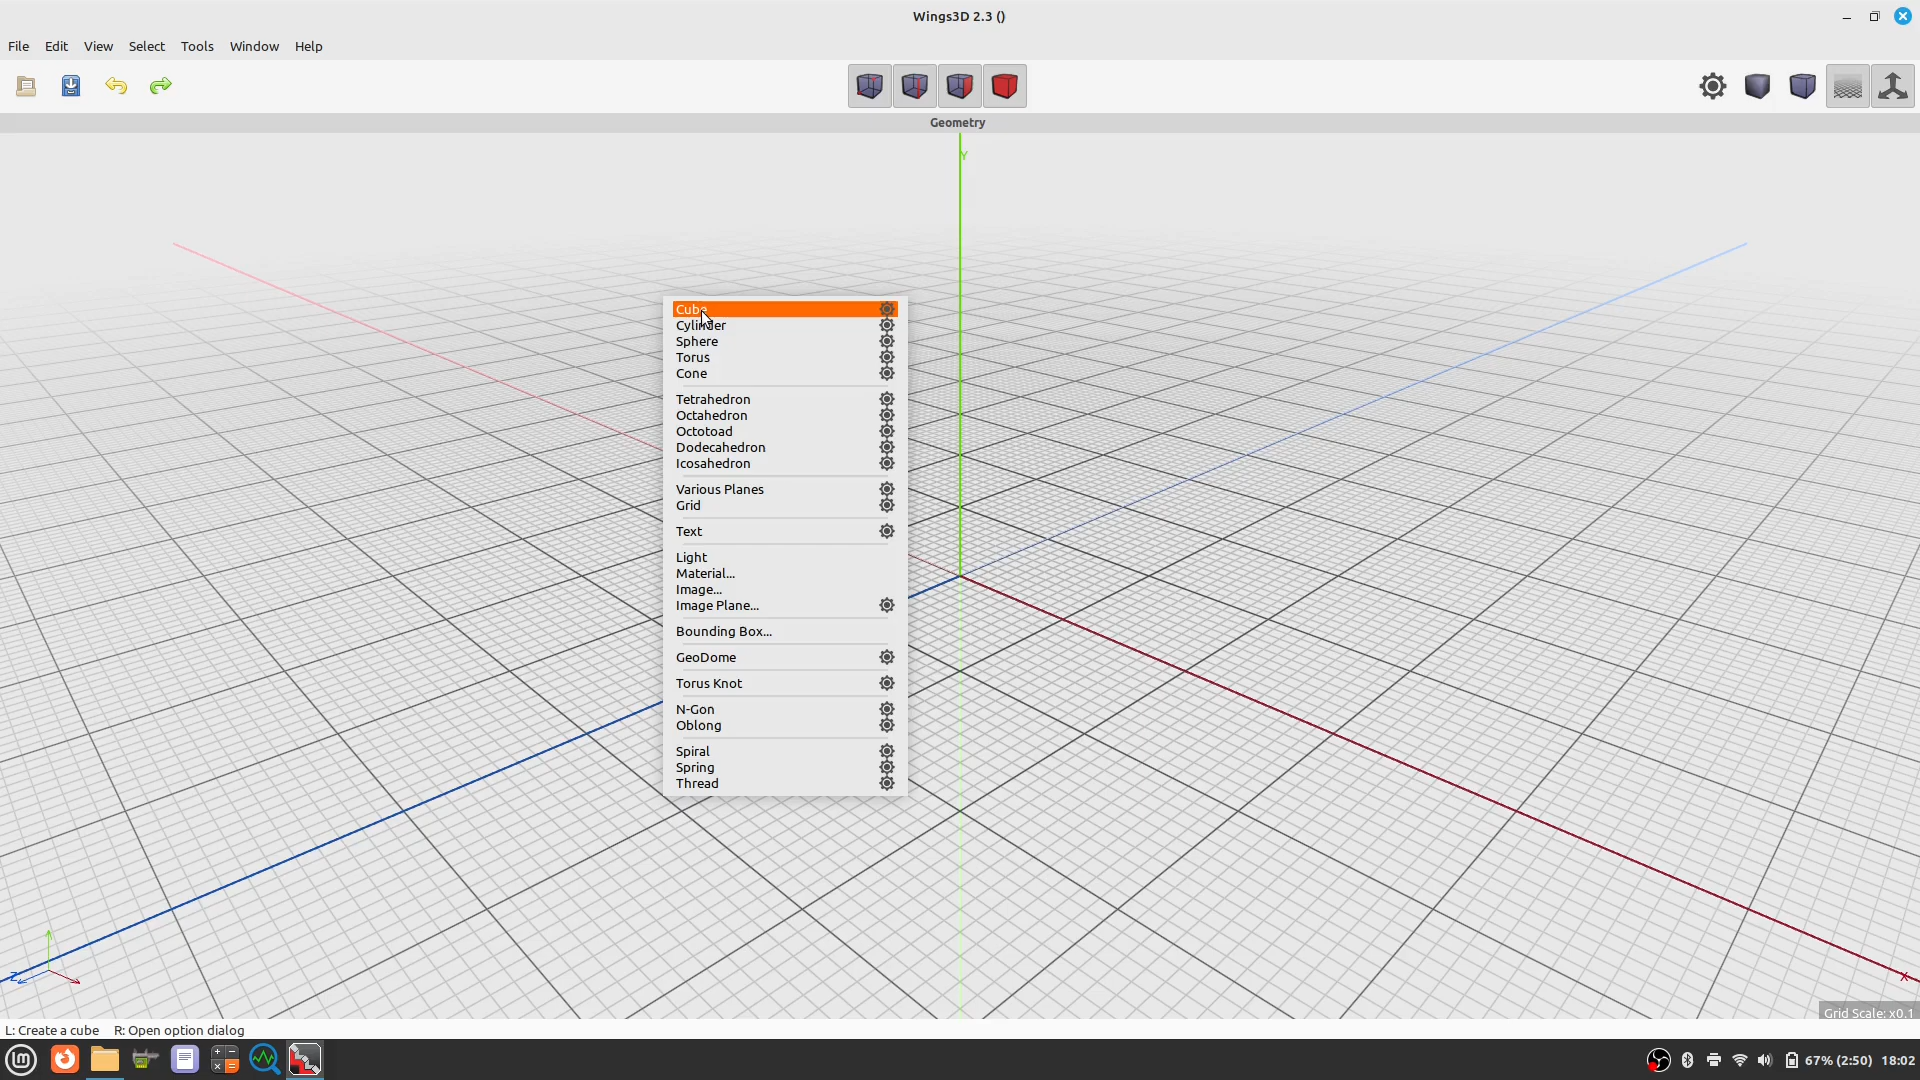 Wings3D 2.3 ()
File Edit View Select Tools Window Help
Geometry
Y
Cube
Cylinder
Sphere
Torus
Cone
Tetrahedron
Octahedron
Octotoad
Dodecahedron
Icosahedron
Various Planes
Grid
Text
Light
Material...
Image...
Image Plane...
Bounding Box...
GeoDome
Torus Knot
N-Gon
Oblong
Spiral
Spring
Thread
Z
X
Grid Scale: x0.1
L: Create a cube R: Open option dialog
lm
67% (2:50) 18:02